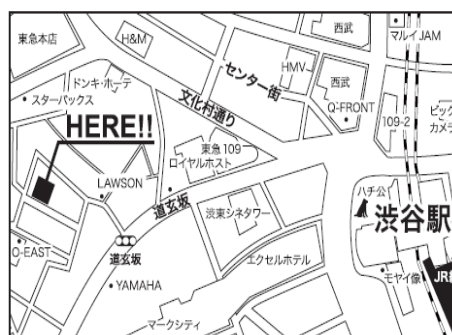 東急本店
H&M
西武
マルイJAM
HMV
センター街
西武
ドンキ・ホーテ
スターバックス
文化村通り
Q-FRONT
109-2
ビック
カメラ
HERE!!
東急109
ロイヤルホスト
LAWSON
道玄坂
渋東シネタワー
ハチ公
渋谷駅
O-EAST
道玄坂
エクセルホテル
YAMAHA
モヤイ像
JR
マークシティ